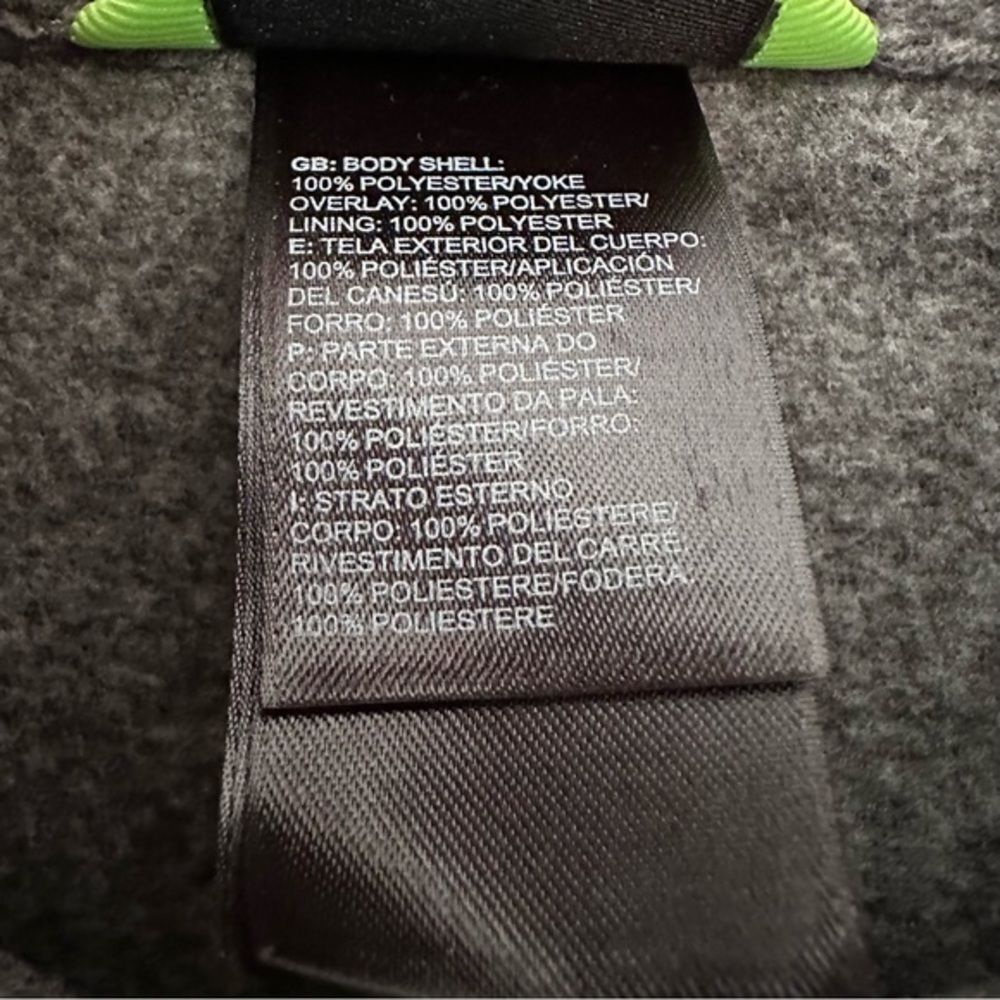 GB: BODY SHELL:
100% POLYESTER/YOKE
OVERLAY: 100% POLYESTER/
LINING: 100% POLYESTER
E: TELA EXTERIOR DEL CUERPO:
100% POLIÉSTER/APLICACIÓN
DEL CANESÚ: 100% POLIÉSTER/
FORRO: 100% POLIÉSTER
P: PARTE EXTERNA DO
CORPO: 100% POLIÉSTER/
REVESTIMENTO DA PALA:
100% POLIÉSTER/FORRO:
100% POLIÉSTER
I: STRATO ESTERNO
CORPO: 100% POLIESTERE/
RIVESTIMENTO DEL CARRÉ:
100% POLIESTERE/FODERA:
100% POLIESTERE